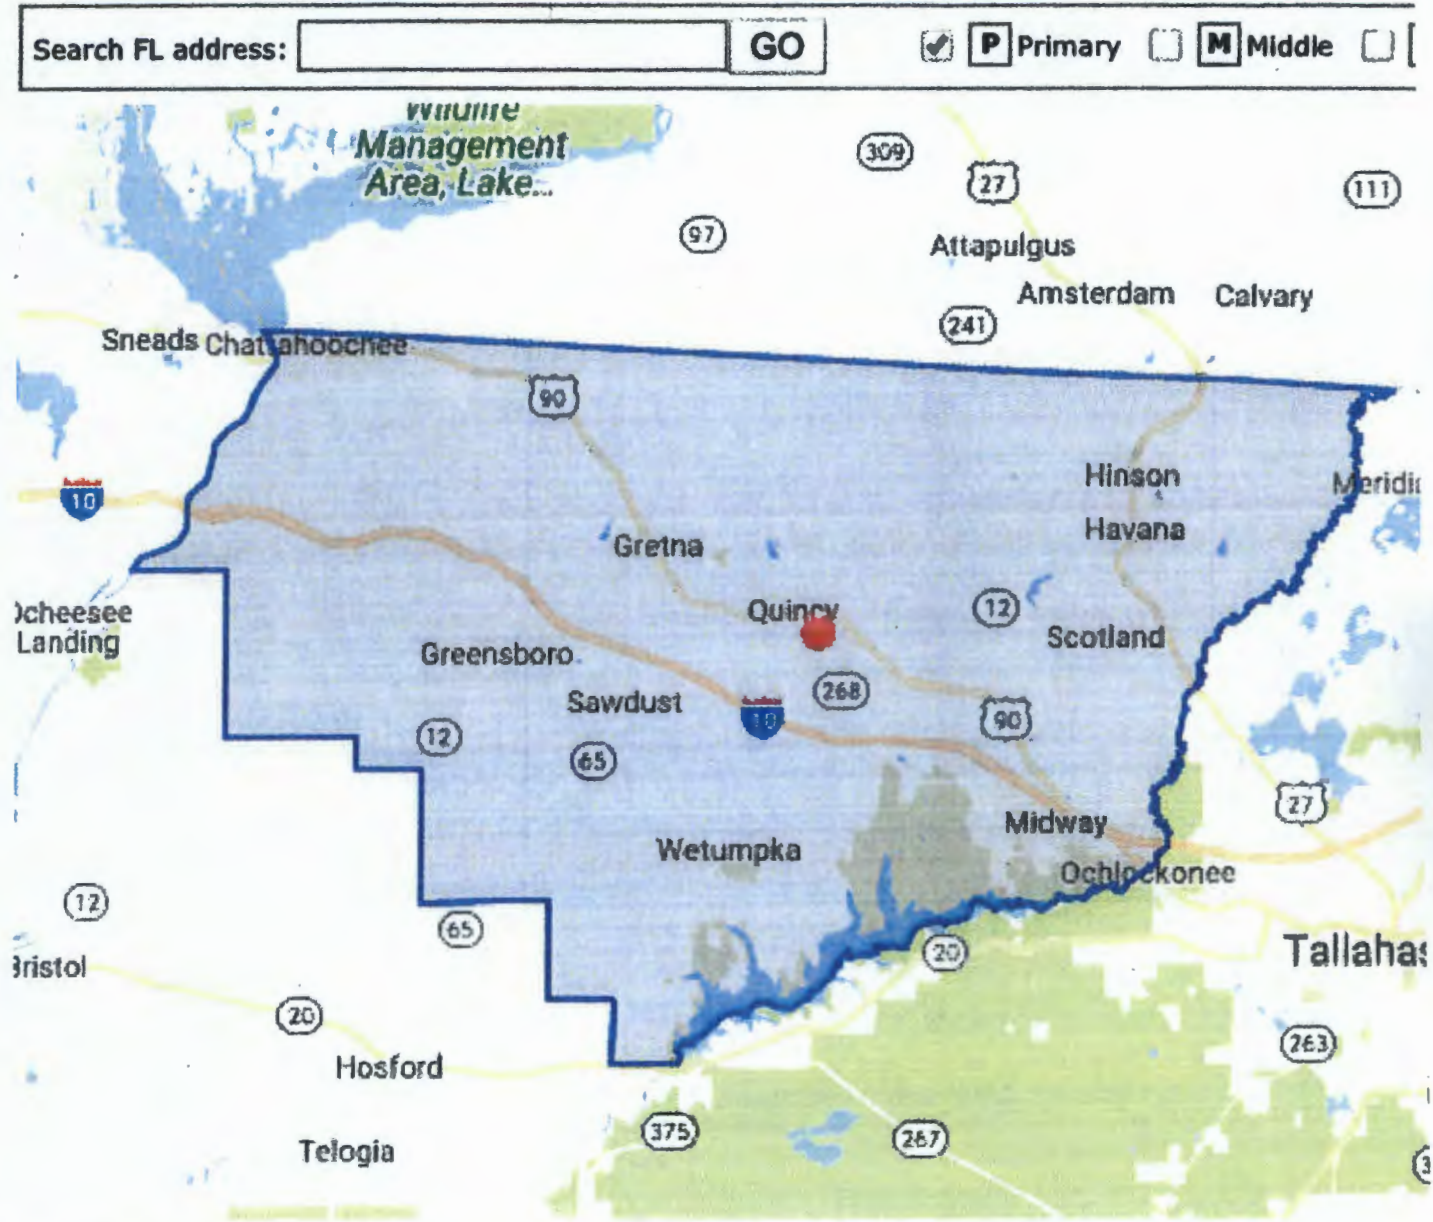 Search FL address:
GO
P Primary
M Middle
Wildlife
Management
Area, Lake...
309
27
111
97
Attapulgus
Amsterdam
Calvary
241
Sneads
Chattahoochee
90
10
Hinson
Havana
Gretna
Quincy
12
Scotland
Landing
Greensboro
Sawdust
268
10
90
12
65
27
Midway
Wetumpka
Ochlockonee
12
65
20
20
Hosford
263
375
267
Telogia